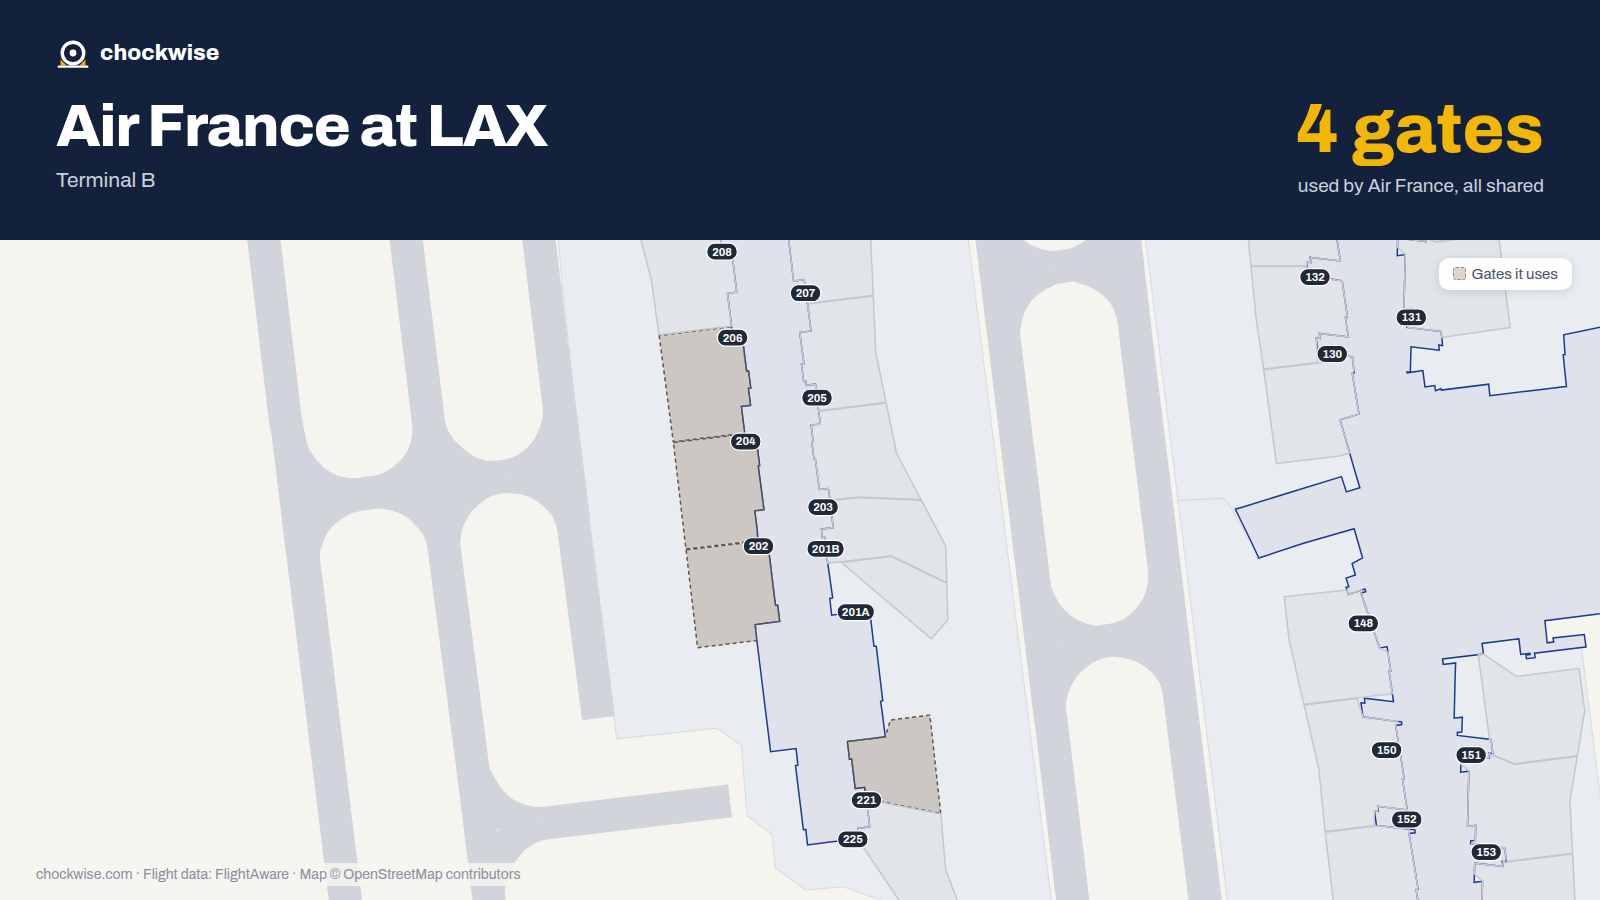 chockwise
Air France at LAX
Terminal B
4 gates
used by Air France, all shared
Gates it uses
208
207
206
205
204
203
202
201B
201A
221
225
132
131
130
148
150
151
152
153
chockwise.com · Flight data: FlightAware · Map © OpenStreetMap contributors